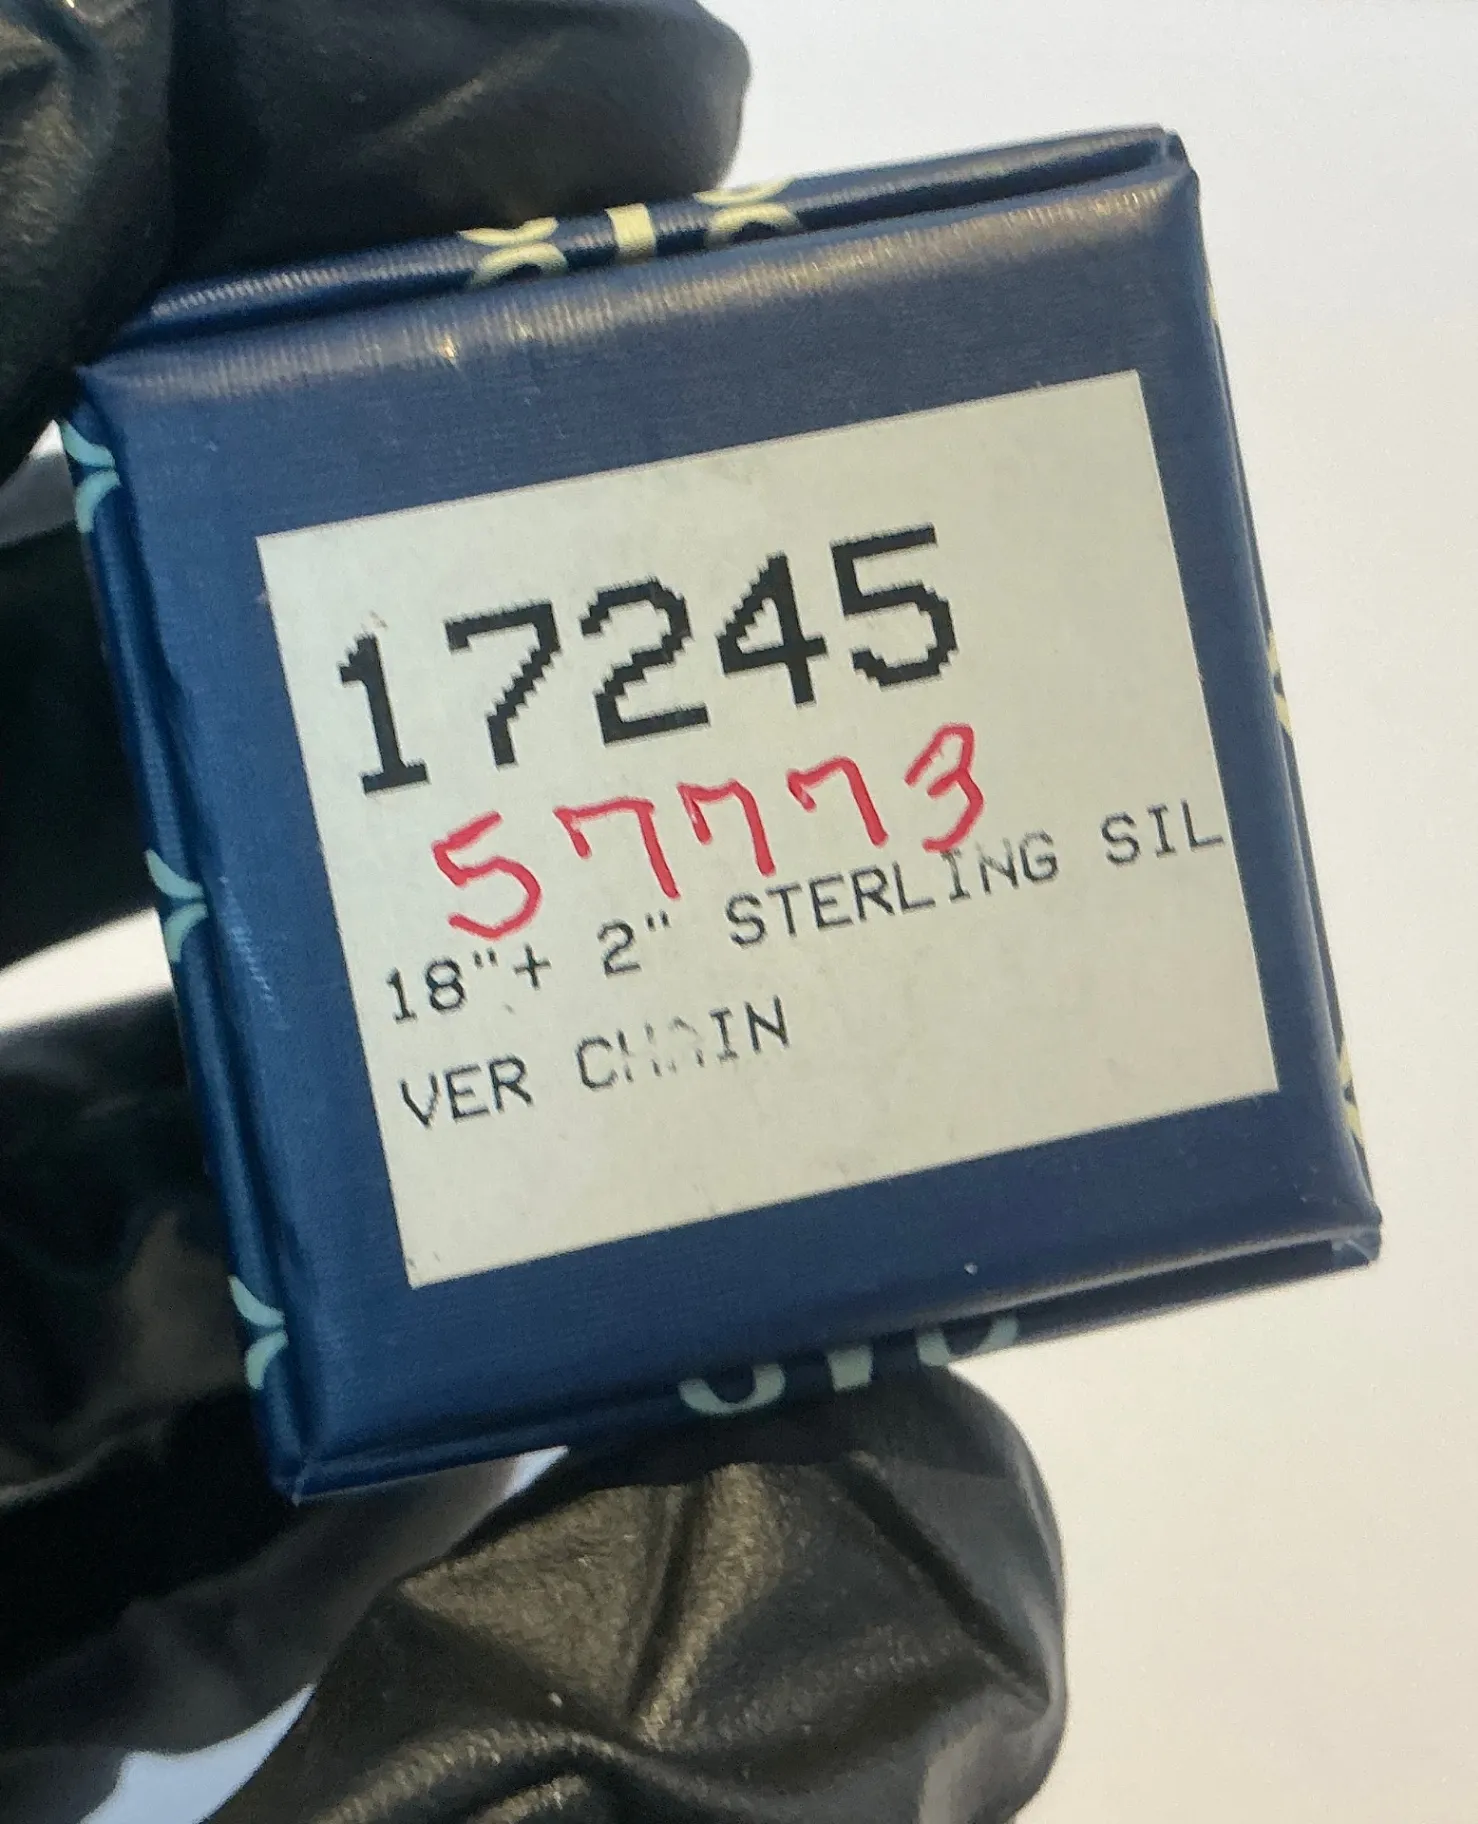 17245
57773
18"+ 2" STERLING SIL
VER CHAIN